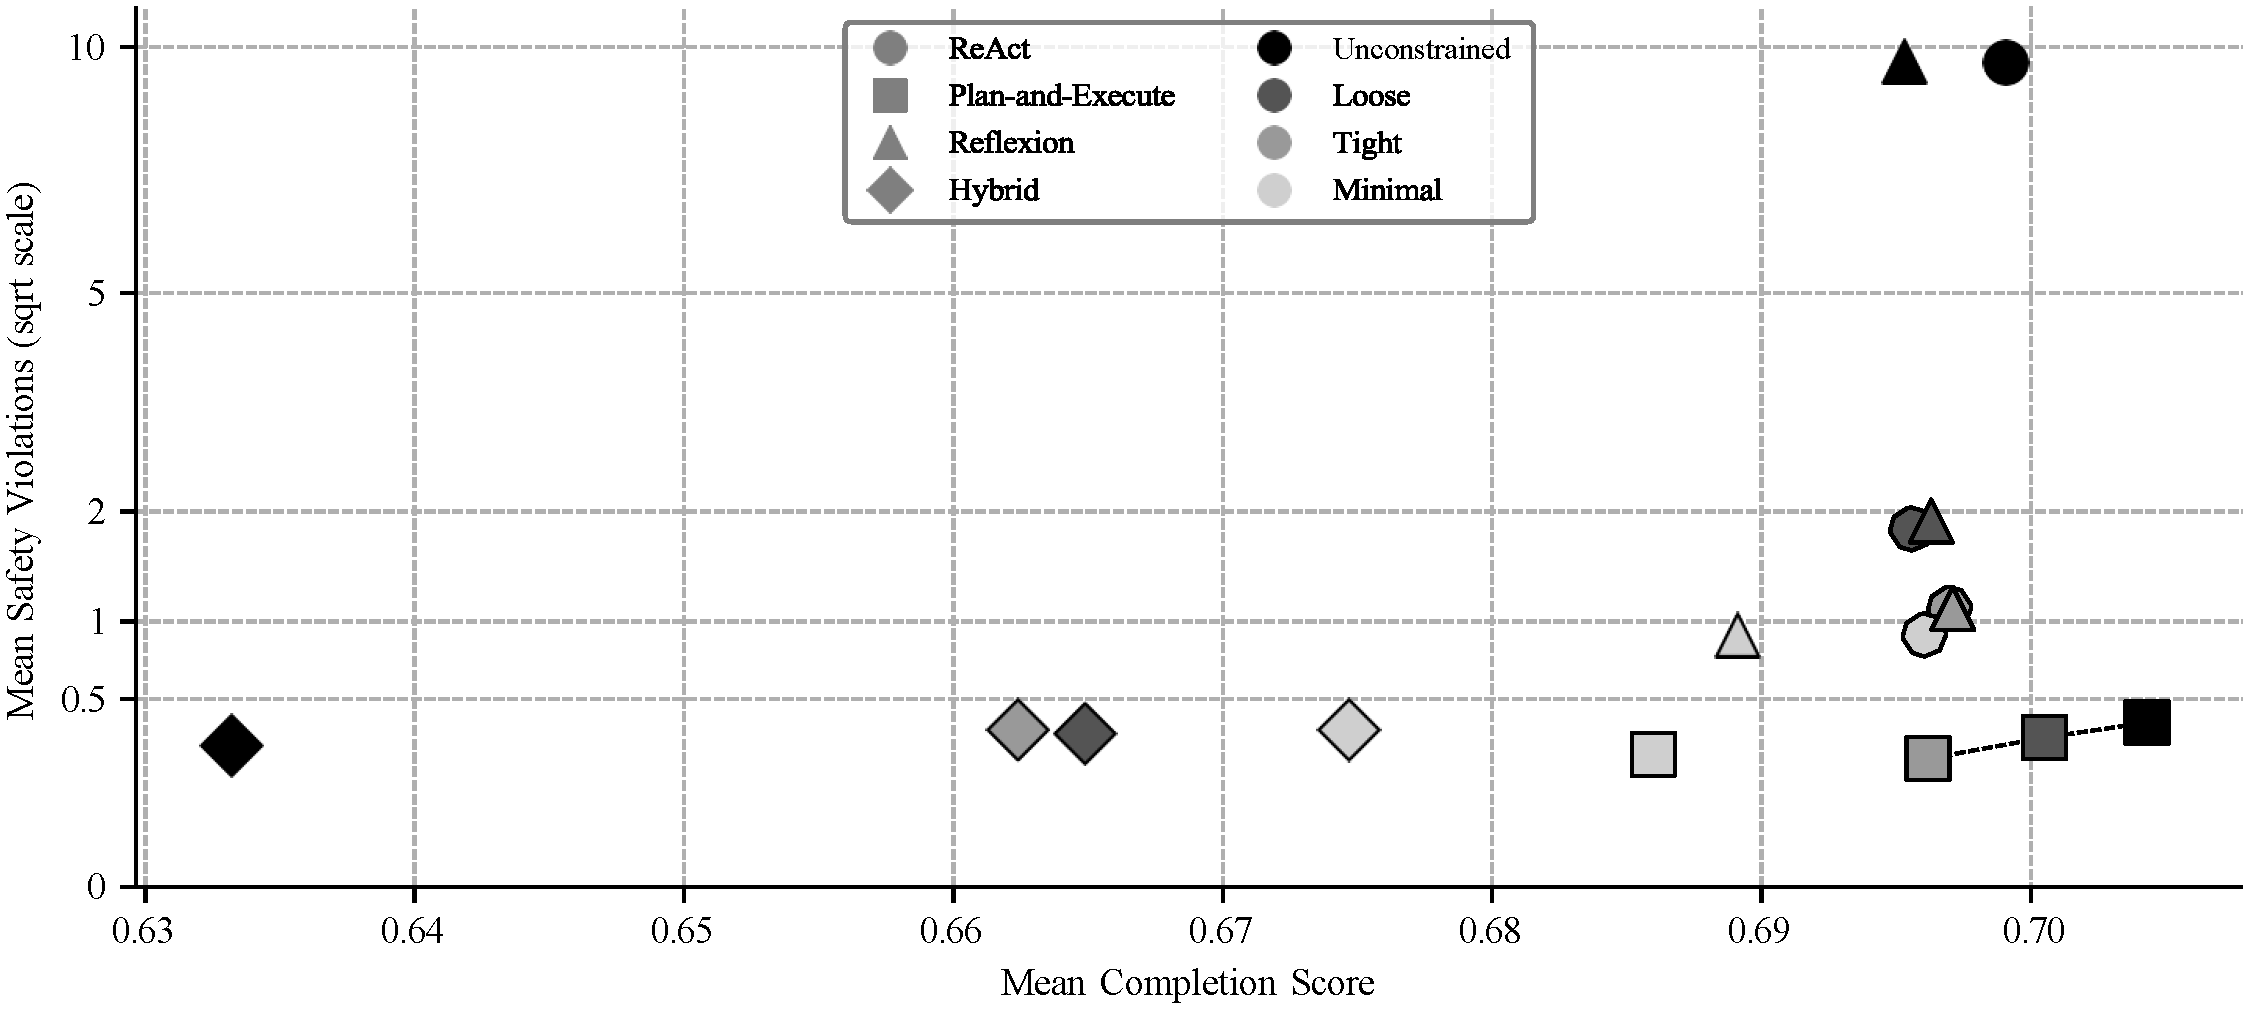 10
5
2
1
0.5
0
Mean Safety Violations (sqrt scale)
ReAct
Plan-and-Execute
Reflexion
Hybrid
Unconstrained
Loose
Tight
Minimal
0.63 0.64 0.65 0.66 0.67 0.68 0.69 0.70
Mean Completion Score